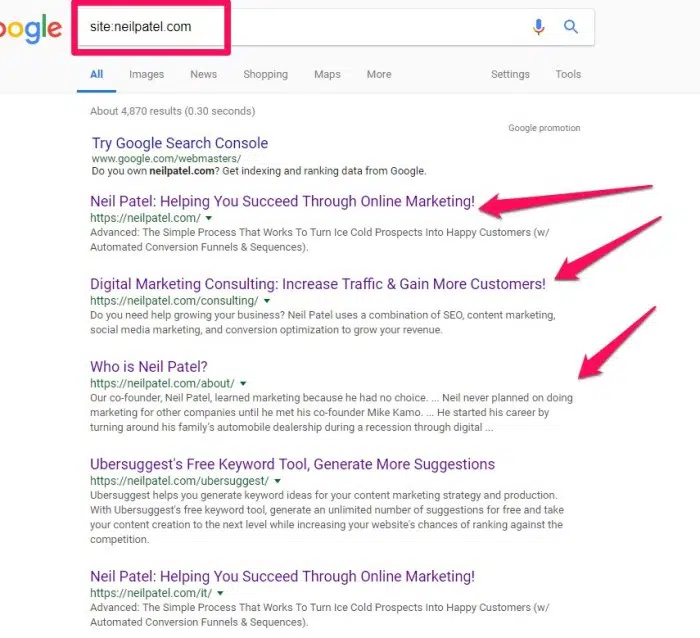 oogle
site:neilpatel.com
All Images News Shopping Maps More Settings Tools
About 4,870 results (0.30 seconds)
Google promotion
Try Google Search Console
www.google.com/webmasters/
Do you own neilpatel.com? Get indexing and ranking data from Google.
Neil Patel: Helping You Succeed Through Online Marketing!
https://neilpatel.com/
Advanced: The Simple Process That Works To Turn Ice Cold Prospects Into Happy Customers (w/
Automated Conversion Funnels & Sequences).
Digital Marketing Consulting: Increase Traffic & Gain More Customers!
https://neilpatel.com/consulting/
Do you need help growing your business? Neil Patel uses a combination of SEO, content marketing,
social media marketing, and conversion optimization to grow your revenue.
Who is Neil Patel?
https://neilpatel.com/about/
Our co-founder, Neil Patel, learned marketing because he had no choice. ... Neil never planned on doing
marketing for other companies until he met his co-founder Mike Kamo. ... He started his career by
turning around his family's automobile dealership during a recession through digital ...
Ubersuggest's Free Keyword Tool, Generate More Suggestions
https://neilpatel.com/ubersuggest/
Ubersuggest helps you generate keyword ideas for your content marketing strategy and production.
With Ubersuggest's free keyword tool, generate an unlimited number of suggestions for free and take
your content creation to the next level while increasing your website's chances of ranking against the
competition.
Neil Patel: Helping You Succeed Through Online Marketing!
https://neilpatel.com/it/
Advanced: The Simple Process That Works To Turn Ice Cold Prospects Into Happy Customers (w/
Automated Conversion Funnels & Sequences).